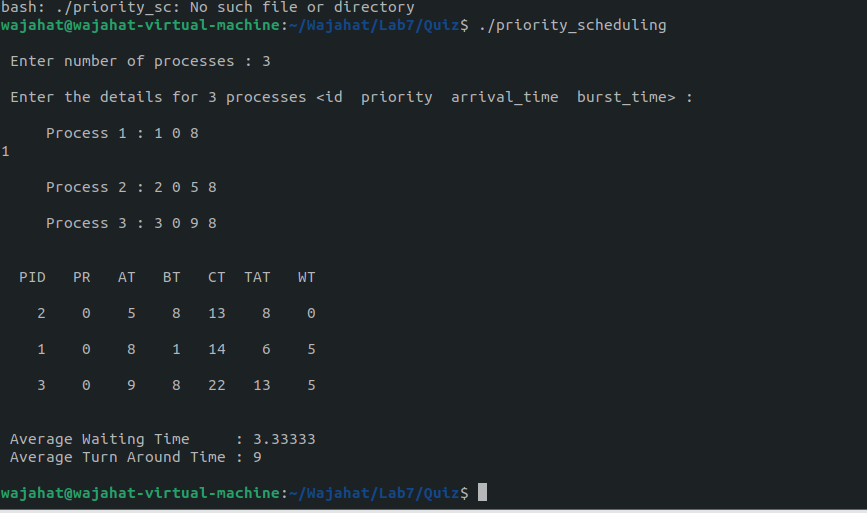 bash: ./priority_sc: No such file or directory
wajahat@wajahat-virtual-machine:~/Wajahat/Lab7/Quiz$ ./priority_scheduling
Enter number of processes : 3
Enter the details for 3 processes <id  priority  arrival_time  burst_time> :
Process 1 : 1 0 8
1
Process 2 : 2 0 5 8
Process 3 : 3 0 9 8
PID   PR   AT   BT   CT  TAT   WT
2    0    5    8   13    8    0
1    0    8    1   14    6    5
3    0    9    8   22   13    5
Average Waiting Time     : 3.33333
Average Turn Around Time : 9
wajahat@wajahat-virtual-machine:~/Wajahat/Lab7/Quiz$